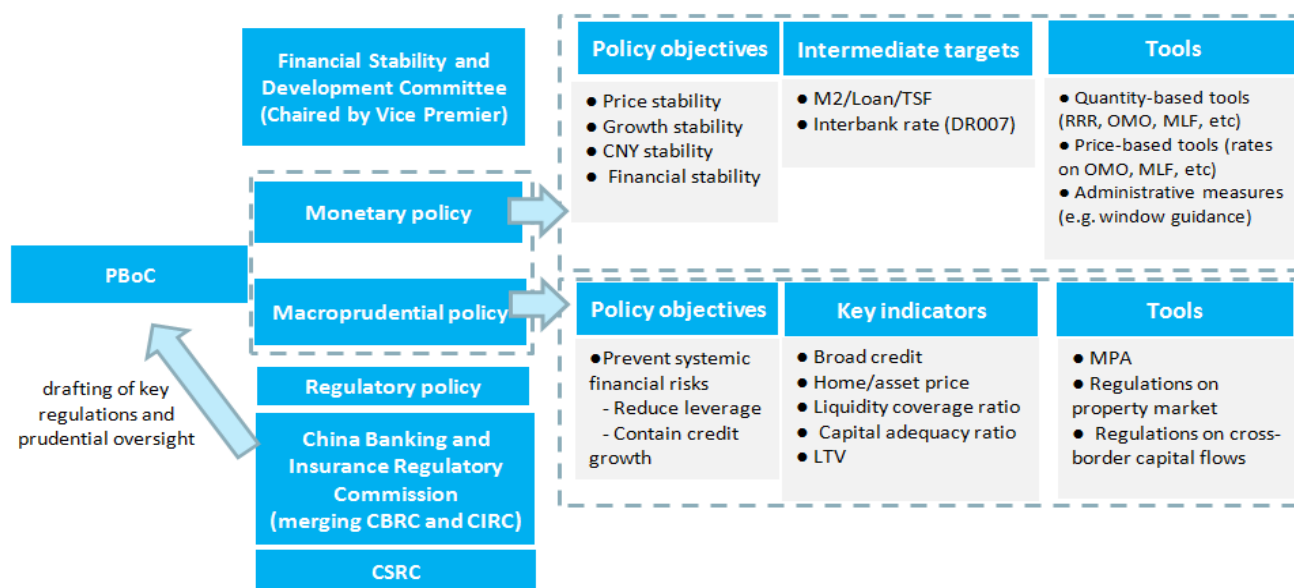 Financial Stability and
Development Committee
(Chaired by Vice Premier)
Monetary policy
PBoC
Macroprudential policy
drafting of key
regulations and
prudential oversight
Regulatory policy
China Banking and
Insurance Regulatory
Commission
(merging CBRC and CIRC)
CSRC
Policy objectives
● Price stability
● Growth stability
● CNY stability
● Financial stability
Intermediate targets
● M2/Loan/TSF
● Interbank rate (DR007)
Tools
● Quantity-based tools
(RRR, OMO, MLF, etc)
● Price-based tools (rates
on OMO, MLF, etc)
● Administrative measures
(e.g. window guidance)
Policy objectives
●Prevent systemic
financial risks
- Reduce leverage
- Contain credit
growth
Key indicators
● Broad credit
● Home/asset price
● Liquidity coverage ratio
● Capital adequacy ratio
● LTV
Tools
● MPA
● Regulations on
property market
● Regulations on cross-
border capital flows